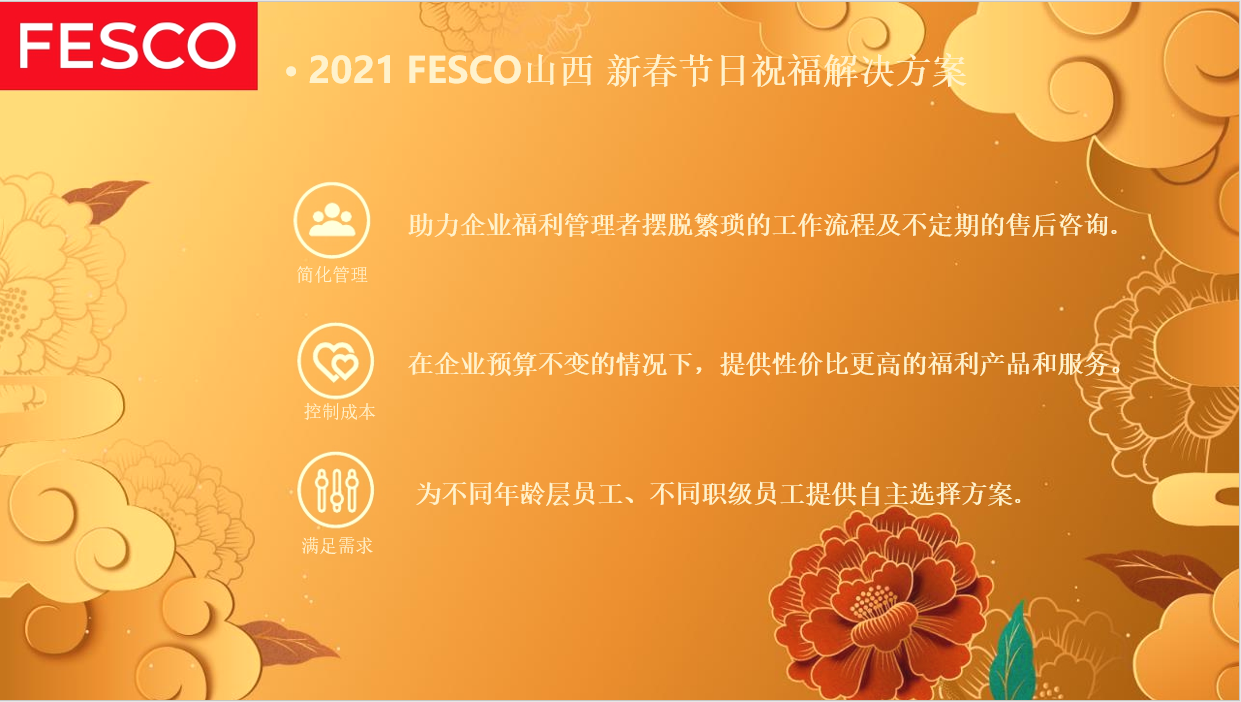 FESCO
• 2021 FESCO山西 新春节日祝福解决方案
助力企业福利管理者摆脱繁琐的工作流程及不定期的售后咨询。
简化管理
在企业预算不变的情况下，提供性价比更高的福利产品和服务。
控制成本
为不同年龄层员工、不同职级员工提供自主选择方案。
满足需求